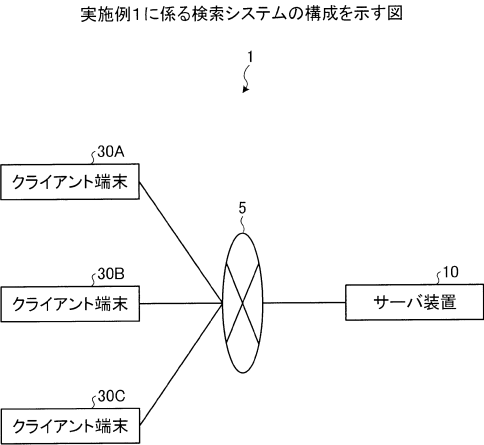 実施例1に係る検索システムの構成を示す図
1
30A
クライアント端末
5
30B
クライアント端末
10
サーバ装置
30C
クライアント端末